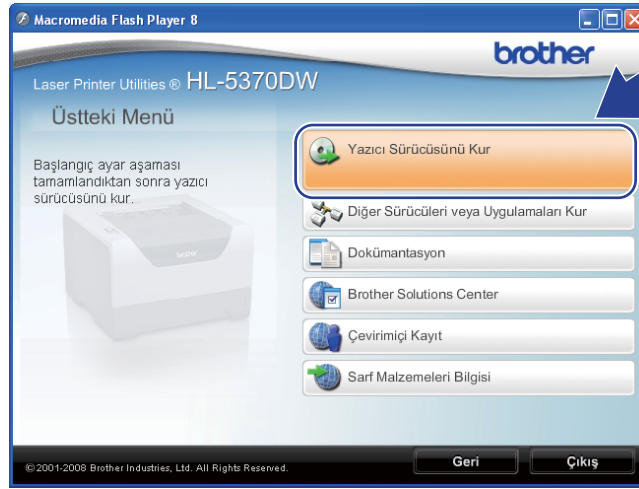 Macromedia Flash Player 8
brother
Laser Printer Utilities ® HL-5370DW
Üstteki Menü
Başlangıç ayar aşaması
tamamlandıktan sonra yazıcı
sürücüsünü kur.
Yazıcı Sürücüsünü Kur
Diğer Sürücüleri veya Uygulamaları Kur
Dokümantasyon
Brother Solutions Center
Çevirimiçi Kayıt
Sarf Malzemeleri Bilgisi
©2001-2008 Brother Industries, Ltd. All Rights Reserved.
Geri
Çıkış